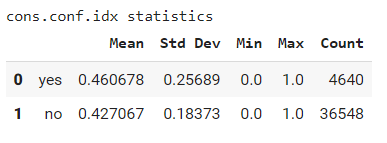 cons.conf.idx statistics
Mean Std Dev Min Max Count
0 yes 0.460678 0.25689 0.0 1.0 4640
1 no 0.427067 0.18373 0.0 1.0 36548